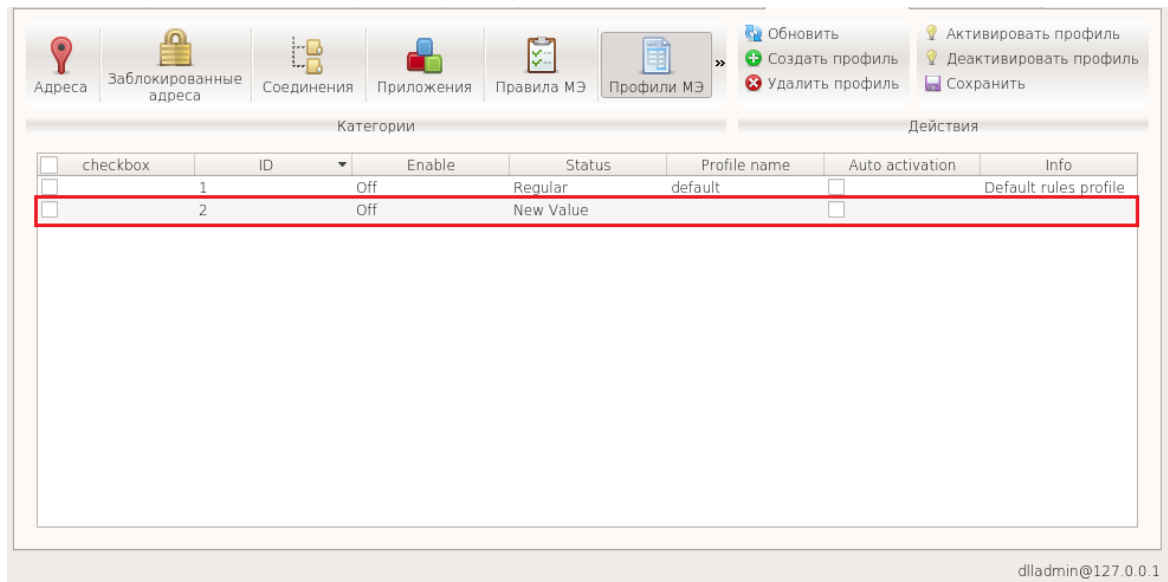 Адреса
Заблокированные
адреса
Соединения
Приложения
Правила МЭ
Профили МЭ
»
Категории
Обновить
Создать профиль
Удалить профиль
Активировать профиль
Деактивировать профиль
Сохранить
Действия
checkbox ID Enable Status Profile name Auto activation Info
1 Off Regular default Default rules profile
2 Off New Value
dlladmin@127.0.0.1